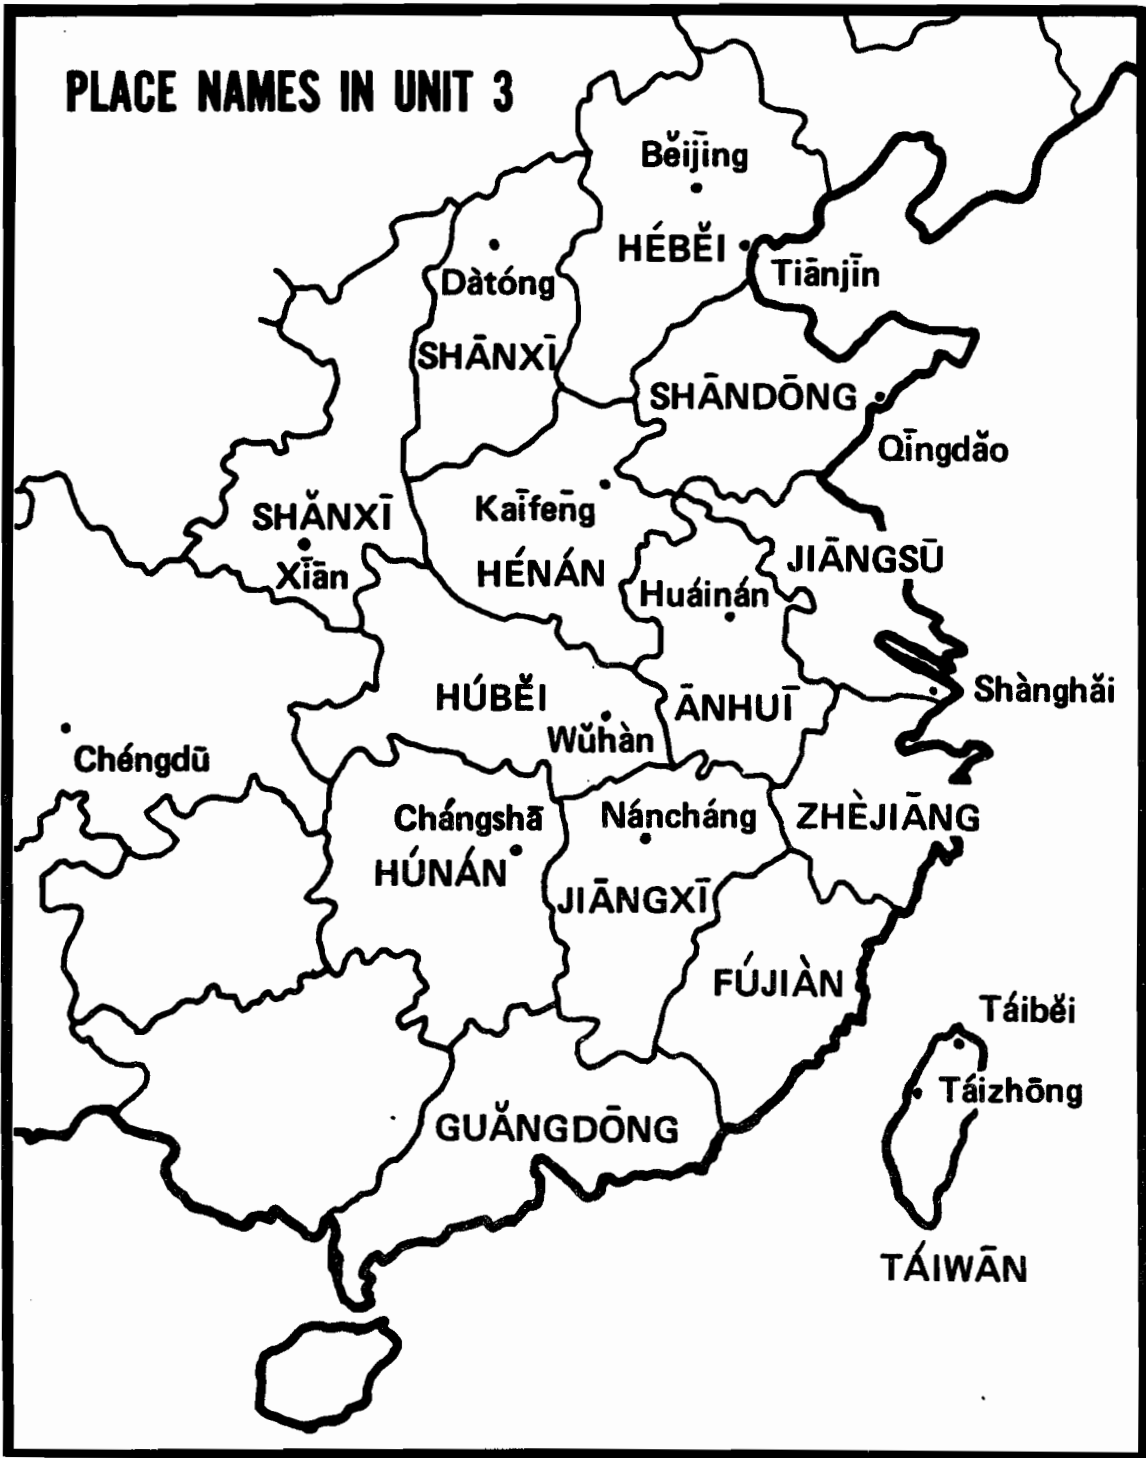 PLACE NAMES IN UNIT 3
Běijīng
HÉBĚI
Tiānjīn
Dàtóng
SHĀNXĪ
SHĀNDŌNG
Qīngdǎo
Kāifēng
HÉNÁN
SHǍNXĪ
Xīān
JIĀNGSŪ
Huáinán
HÚBĚI
ĀNHUĪ
Shànghǎi
Wǔhàn
Chéngdū
Chángshā
HÚNÁN
Nánchāng
ZHÈJIĀNG
JIĀNGXĪ
FÚJIÀN
Táiběi
Táizhōng
GUǍNGDŌNG
TÁIWĀN